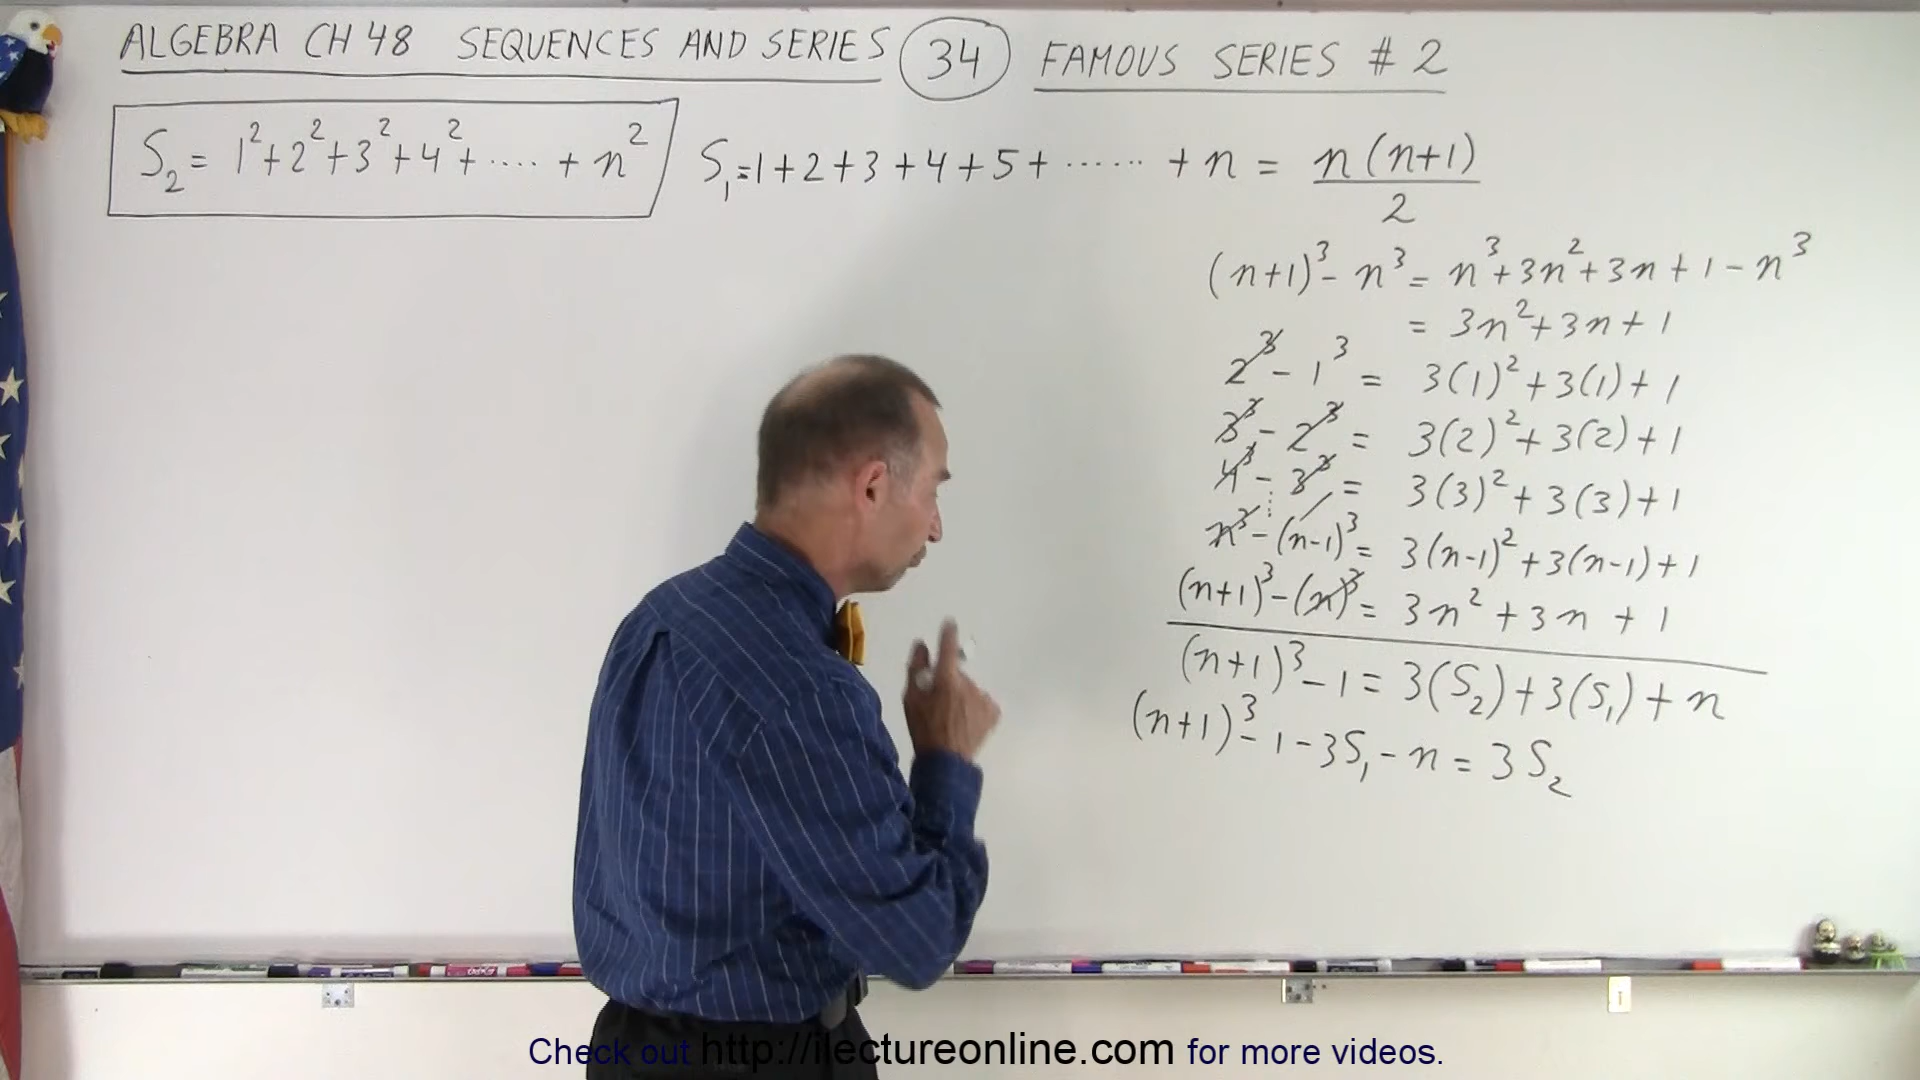 ALGEBRA CH 48 SEQUENCES AND SERIES 34 FAMOUS SERIES # 2
S₂ = 1² + 2² + 3² + 4² + ···· + n²
S₁ = 1 + 2 + 3 + 4 + 5 + ······ + n = n(n+1)/2
(n+1)³ - n³ = n³ + 3n² + 3n + 1 - n³
= 3n² + 3n + 1
2³ - 1³ = 3(1)² + 3(1) + 1
3³ - 2³ = 3(2)² + 3(2) + 1
4³ - 3³ = 3(3)² + 3(3) + 1
n³ - (n-1)³ = 3(n-1)² + 3(n-1) + 1
(n+1)³ - (n)³ = 3n² + 3n + 1
(n+1)³ - 1 = 3(S₂) + 3(S₁) + n
(n+1)³ - 1 - 3S₁ - n = 3S₂
Check out http://ilectureonline.com for more videos.